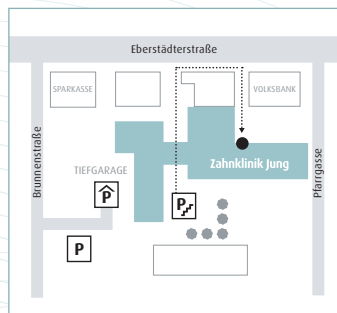 Eberstädterstraße
SPARKASSE
VOLKSBANK
Brunnenstraße
Pfarrgasse
TIEFGARAGE
Zahnklinik Jung
P
P
P